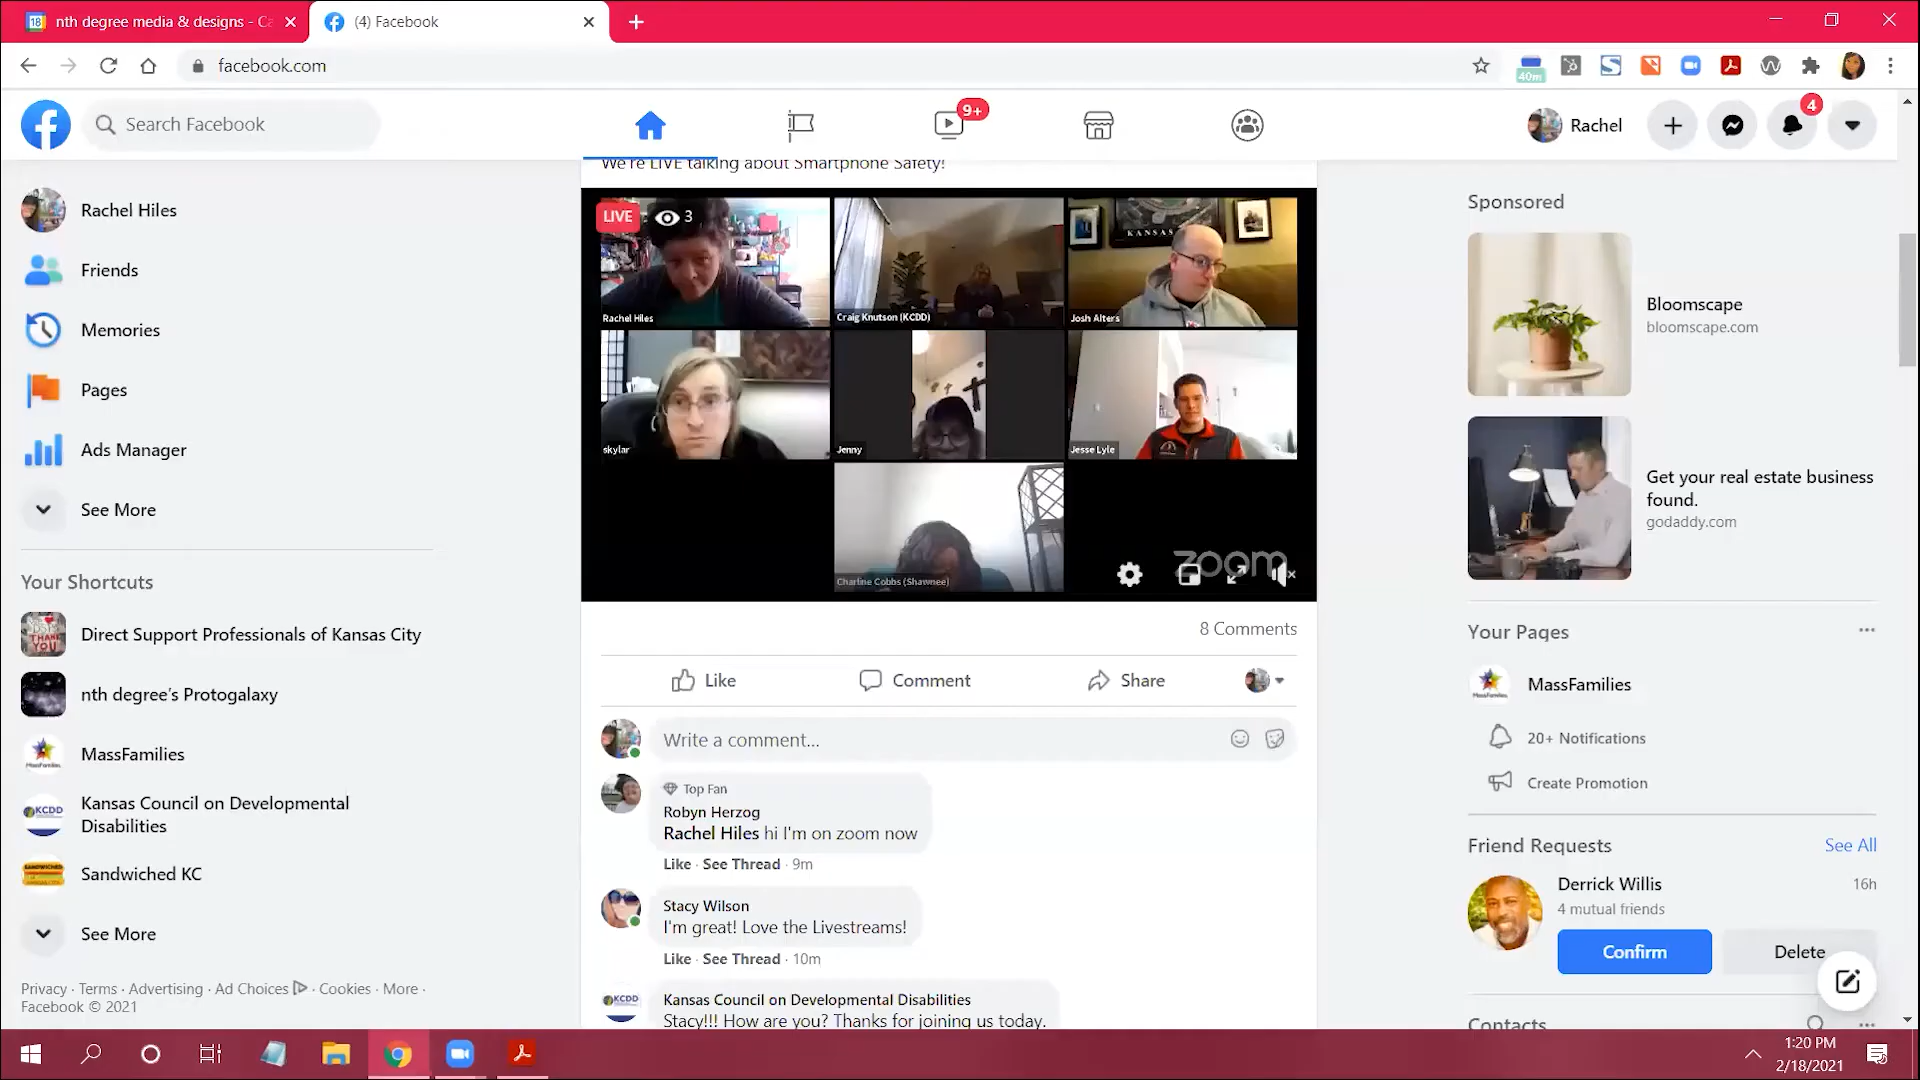 nth degree media & designs - Ca
(4) Facebook
facebook.com
40m
Search Facebook
9+
Rachel
4
We're LIVE talking about Smartphone Safety!
Rachel Hiles
Friends
Memories
Pages
Ads Manager
See More
Your Shortcuts
Direct Support Professionals of Kansas City
nth degree's Protogalaxy
MassFamilies
Kansas Council on Developmental
Disabilities
Sandwiched KC
See More
Privacy · Terms · Advertising · Ad Choices · Cookies · More ·
Facebook © 2021
LIVE 3
KANSAS
Rachel Hiles
Craig Knutson (KCDD)
Josh Alters
skylar
Jenny
Jesse Lyle
Charline Cobbs (Shawnee)
zoom
8 Comments
Like
Comment
Share
Write a comment...
Top Fan
Robyn Herzog
Rachel Hiles hi I'm on zoom now
Like · See Thread · 9m
Stacy Wilson
I'm great! Love the Livestreams!
Like · See Thread · 10m
KCDD
Kansas Council on Developmental Disabilities
Stacy!!! How are you? Thanks for joining us today.
Sponsored
Bloomscape
bloomscape.com
Get your real estate business
found.
godaddy.com
Your Pages
MassFamilies
20+ Notifications
Create Promotion
Friend Requests
See All
Derrick Willis
16h
4 mutual friends
Confirm
Delete
Contacts
1:20 PM
2/18/2021